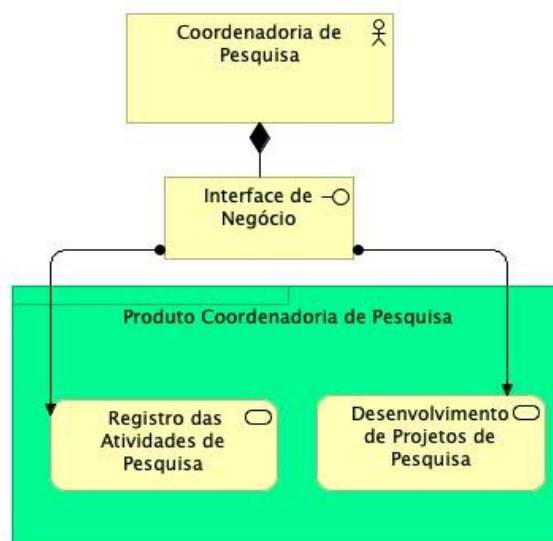 Coordenadoria de
Pesquisa
Interface de
Negócio
Produto Coordenadoria de Pesquisa
Registro das
Atividades de
Pesquisa
Desenvolvimento
de Projetos de
Pesquisa